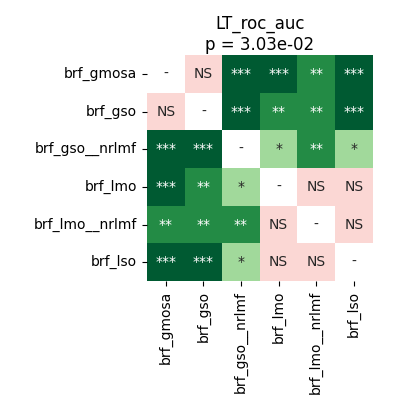 LT_roc_auc
p = 3.03e-02
brf_gmosa - NS *** *** ** ***
brf_gso NS - *** ** ** ***
brf_gso__nrlmf *** *** - * ** *
brf_lmo *** ** * - NS NS
brf_lmo__nrlmf ** ** ** NS - NS
brf_lso *** *** * NS NS -
brf_gmosa
brf_gso
brf_gso__nrlmf
brf_lmo
brf_lmo__nrlmf
brf_lso